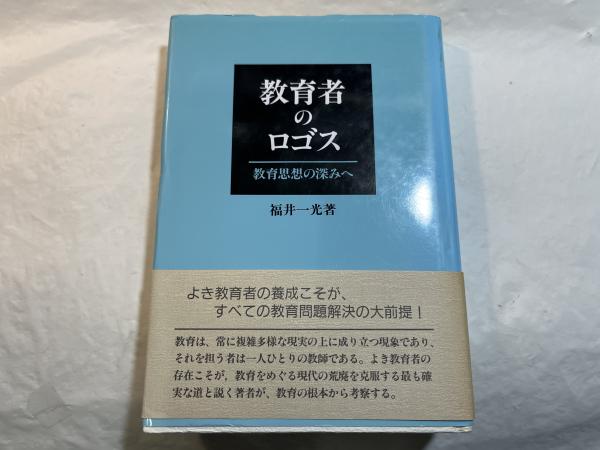 教育者
の
ロゴス
教育思想の深みへ
福井一光著
よき教育者の養成こそが、
すべての教育問題解決の大前提！
教育は、常に複雑多様な現実の上に成り立つ現象であり、
それを担う者は一人ひとりの教師である。よき教育者の
存在こそが、教育をめぐる現代の荒廃を克服する最も確
実な道と説く著者が、教育の根本から考察する。